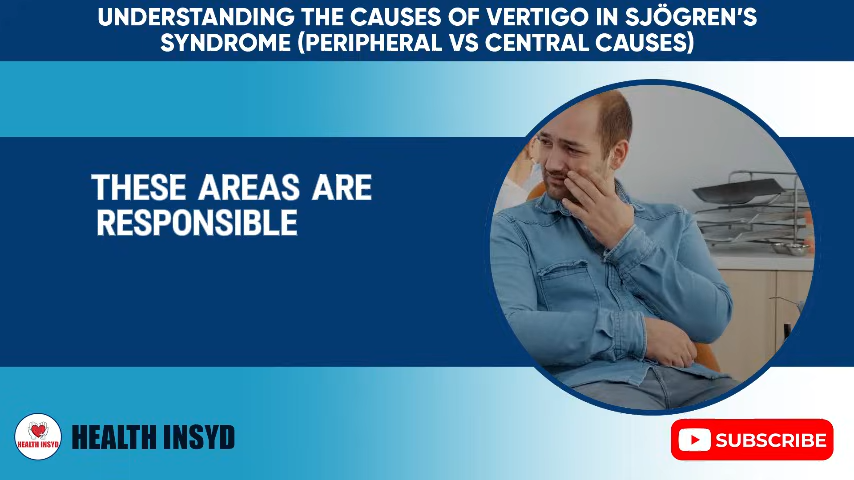 UNDERSTANDING THE CAUSES OF VERTIGO IN SJÖGREN'S
SYNDROME (PERIPHERAL VS CENTRAL CAUSES)
THESE AREAS ARE
RESPONSIBLE
HEALTH INSYD
HEALTH INSYD
SUBSCRIBE